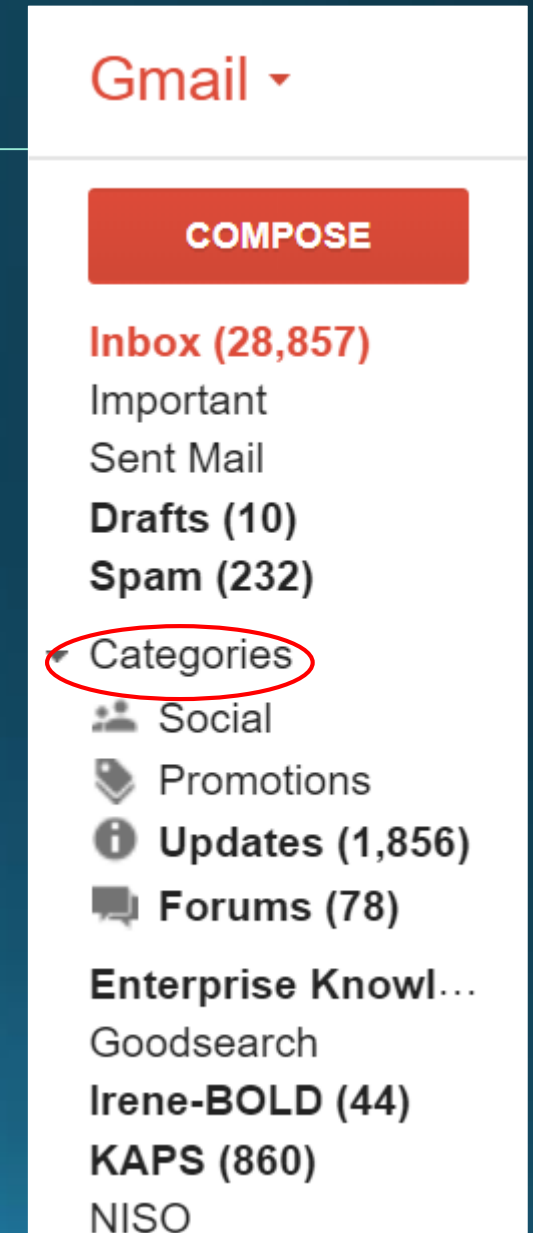 Gmail
COMPOSE
Inbox (28,857)
Important
Sent Mail
Drafts (10)
Spam (232)
Categories
Social
Promotions
Updates (1,856)
Forums (78)
Enterprise Knowl...
Goodsearch
Irene-BOLD (44)
KAPS (860)
NISO